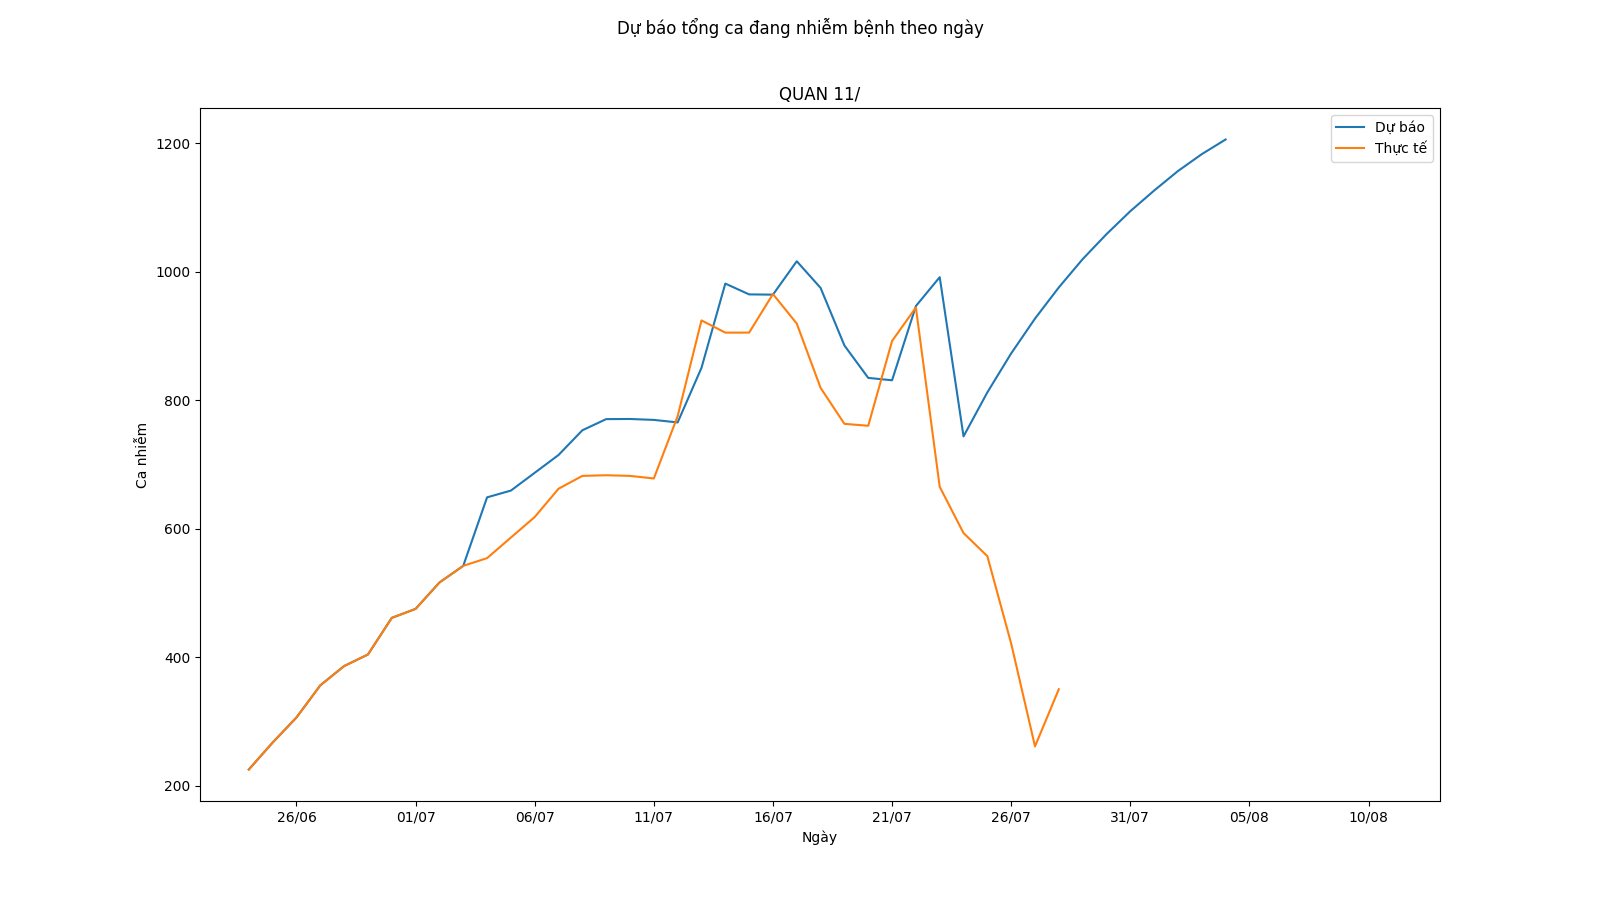 Dự báo tổng ca đang nhiễm bệnh theo ngày
QUAN 11/
Dự báo
Thực tế
1200
1000
800
600
400
200
Ca nhiễm
26/06 01/07 06/07 11/07 16/07 21/07 26/07 31/07 05/08 10/08
Ngày